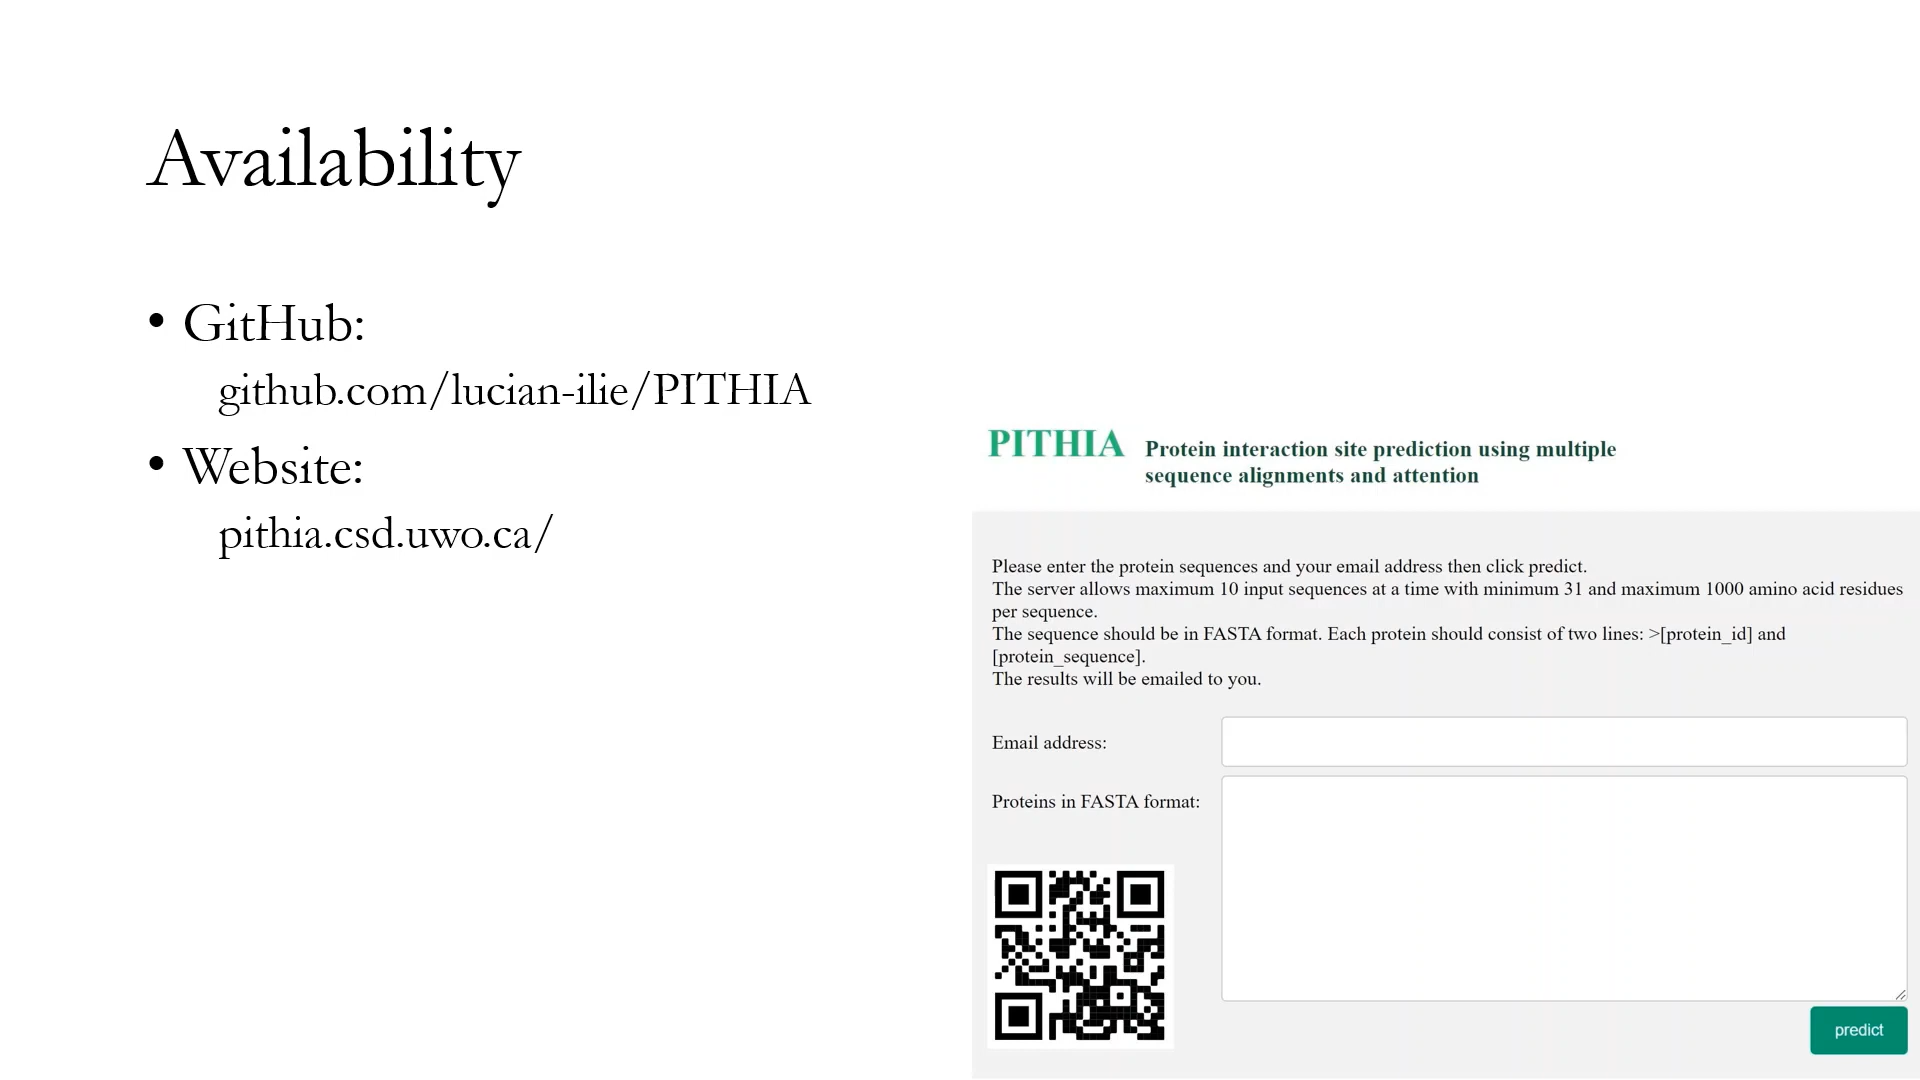 Availability
• GitHub:
github.com/lucian-ilie/PITHIA
• Website:
pithia.csd.uwo.ca/
PITHIA
Protein interaction site prediction using multiple
sequence alignments and attention
Please enter the protein sequences and your email address then click predict.
The server allows maximum 10 input sequences at a time with minimum 31 and maximum 1000 amino acid residues
per sequence.
The sequence should be in FASTA format. Each protein should consist of two lines: >[protein_id] and
[protein_sequence].
The results will be emailed to you.
Email address:
Proteins in FASTA format:
predict